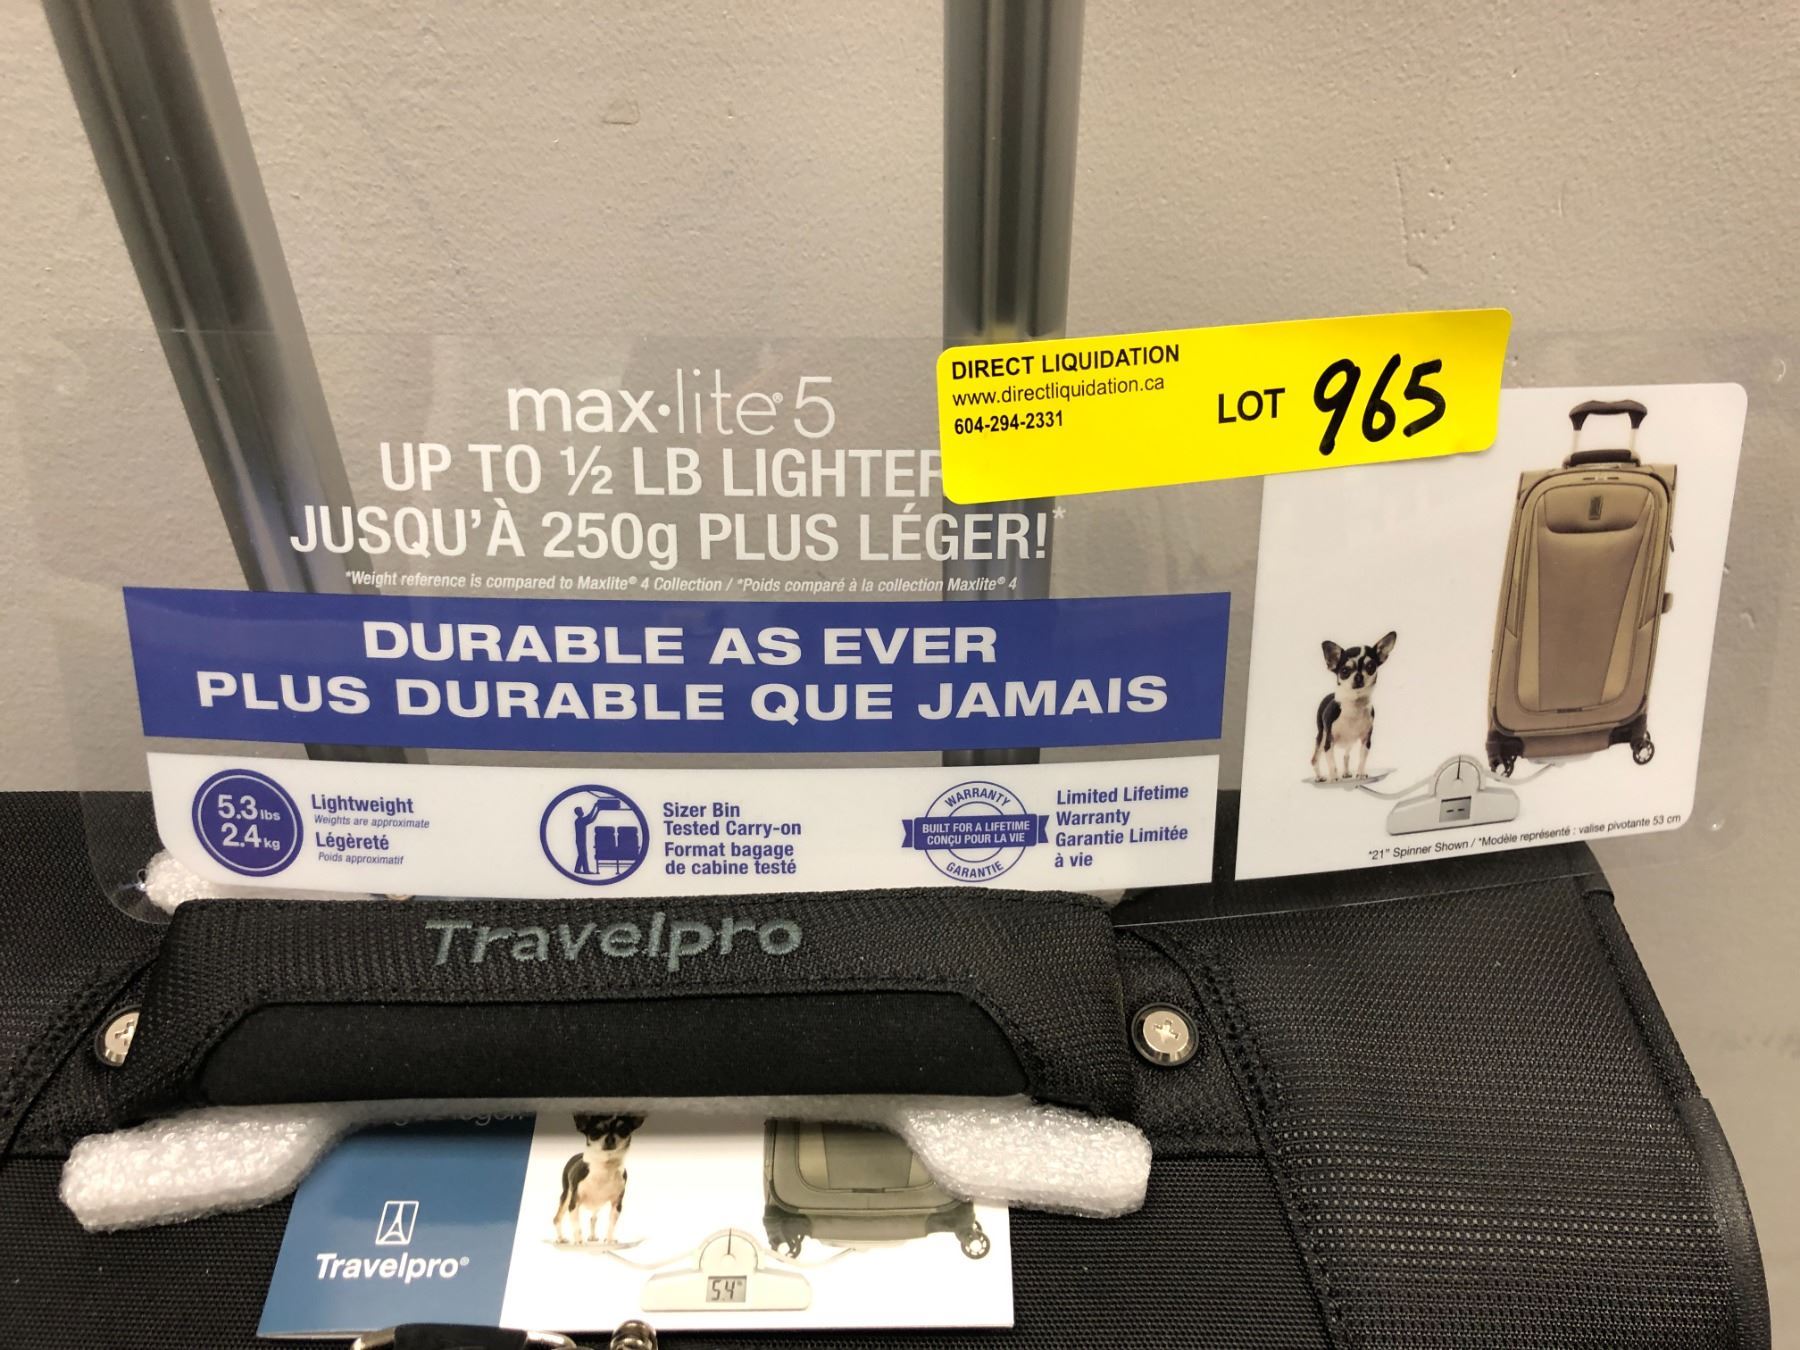 max·lite® 5
UP TO ½ LB LIGHTER
JUSQU'À 250g PLUS LÉGER!*
*Weight reference is compared to Maxlite® 4 Collection / *Poids comparé à la collection Maxlite® 4
DURABLE AS EVER
PLUS DURABLE QUE JAMAIS
5.3 lbs
2.4 kg
Lightweight
Weights are approximate
Légèreté
Poids approximatif
Sizer Bin
Tested Carry-on
Format bagage
de cabine testé
WARRANTY
BUILT FOR A LIFETIME
CONÇU POUR LA VIE
GARANTIE
Limited Lifetime
Warranty
Garantie Limitée
à vie
DIRECT LIQUIDATION
www.directliquidation.ca
604-294-2331
LOT 965
*21" Spinner Shown / *Modèle représenté : valise pivotante 53 cm
Travelpro
Travelpro®
5.4